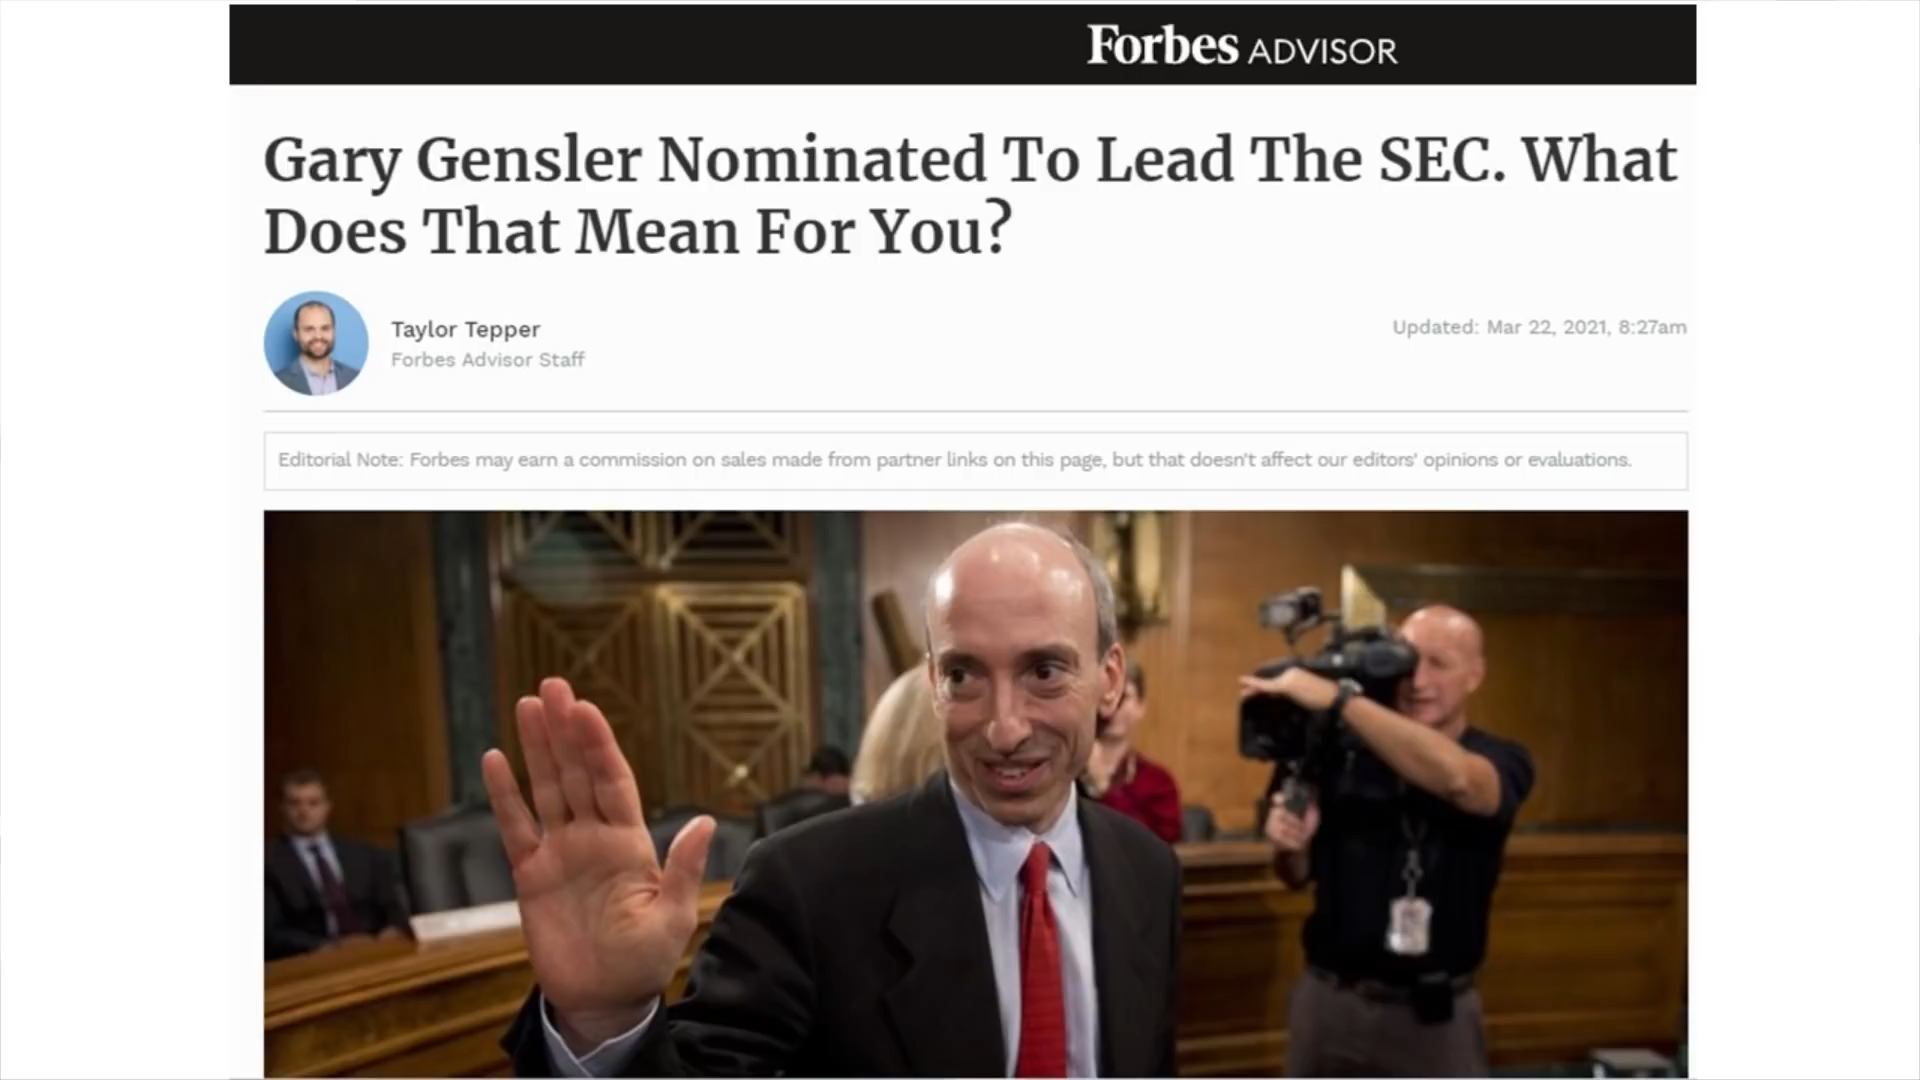 Forbes ADVISOR
Gary Gensler Nominated To Lead The SEC. What
Does That Mean For You?
Taylor Tepper
Updated: Mar 22, 2021, 8:27am
Forbes Advisor Staff
Editorial Note: Forbes may earn a commission on sales made from partner links on this page, but that doesn't affect our editors' opinions or evaluations.